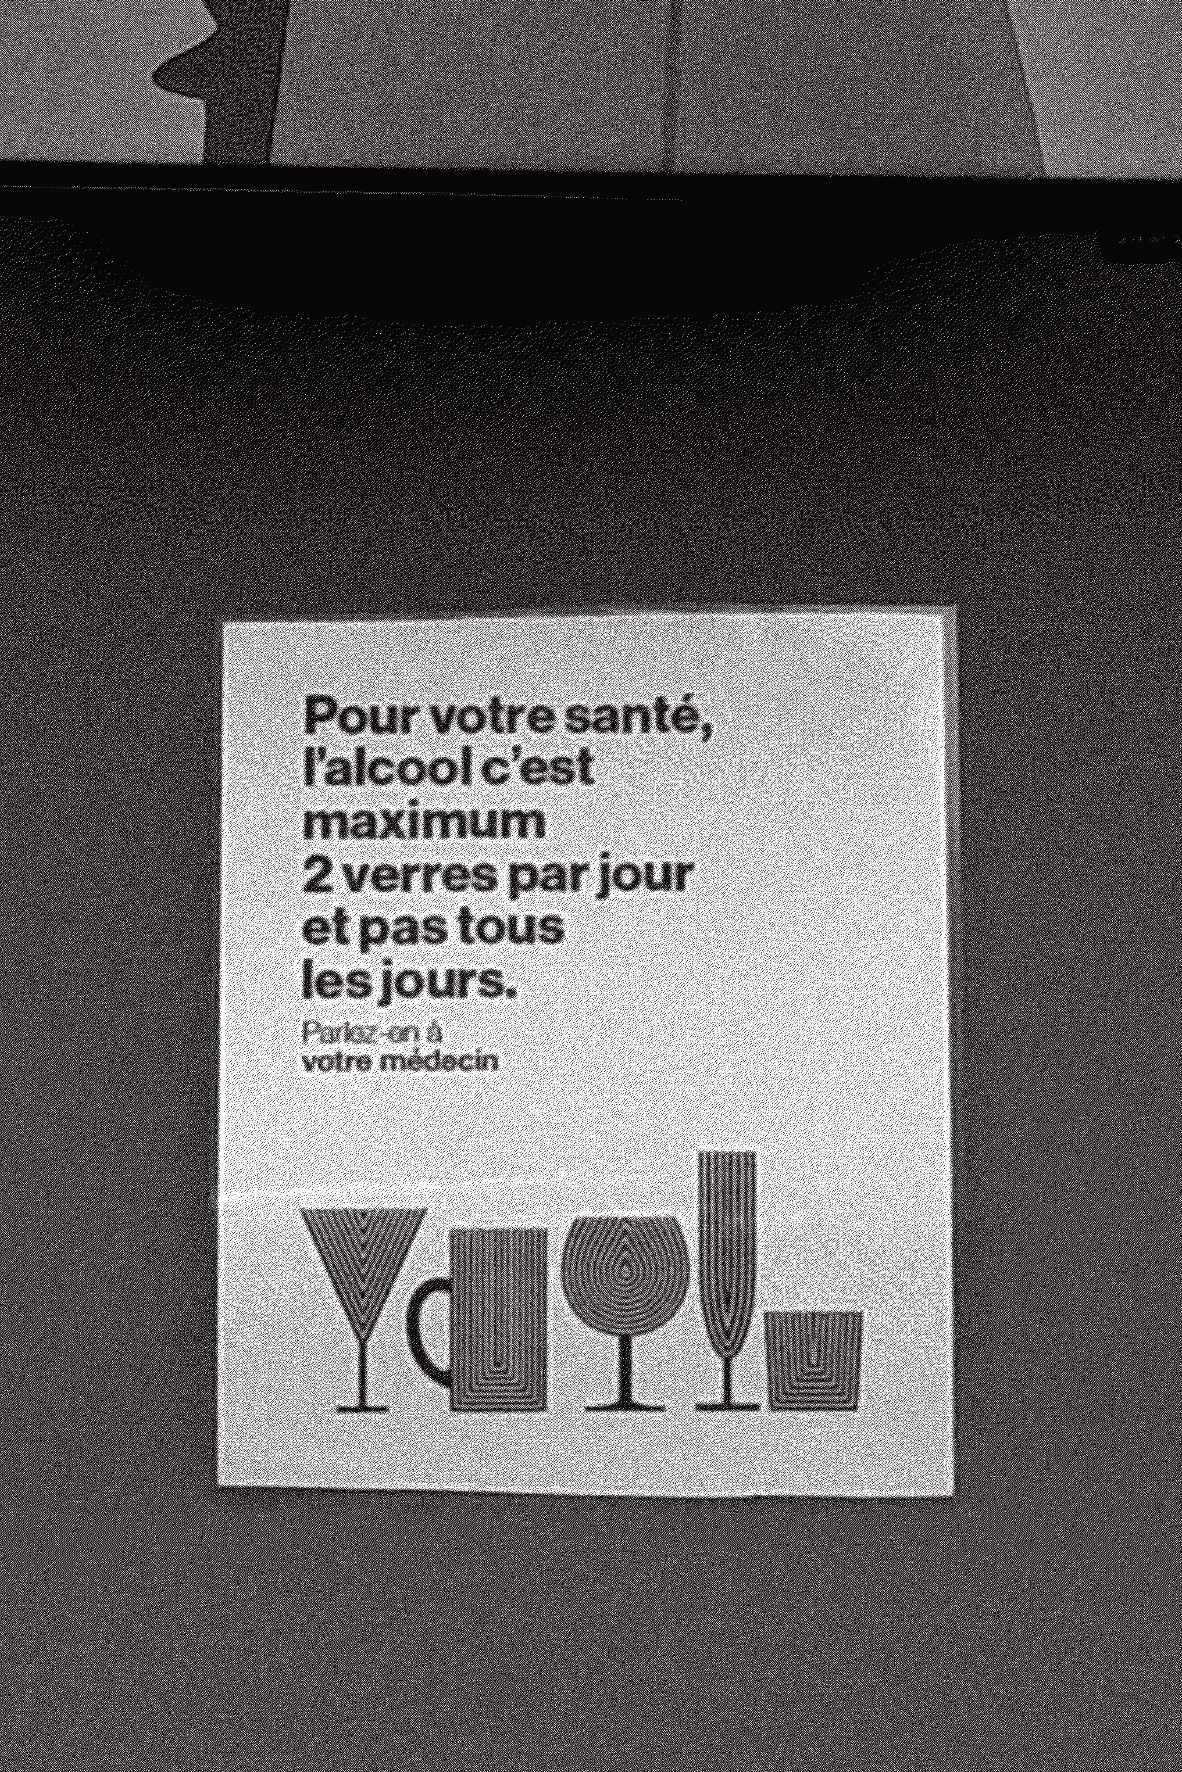 Pour votre santé,
l'alcool c'est
maximum
2 verres par jour
et pas tous
les jours.
Parlez-en à
votre médecin